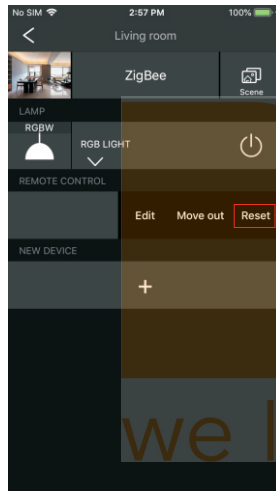 No SIM 2:57 PM 100%
Living room
ZigBee
Scene
LAMP
RGBW
RGB LIGHT
REMOTE CONTROL
Edit Move out Reset
NEW DEVICE
+
we l